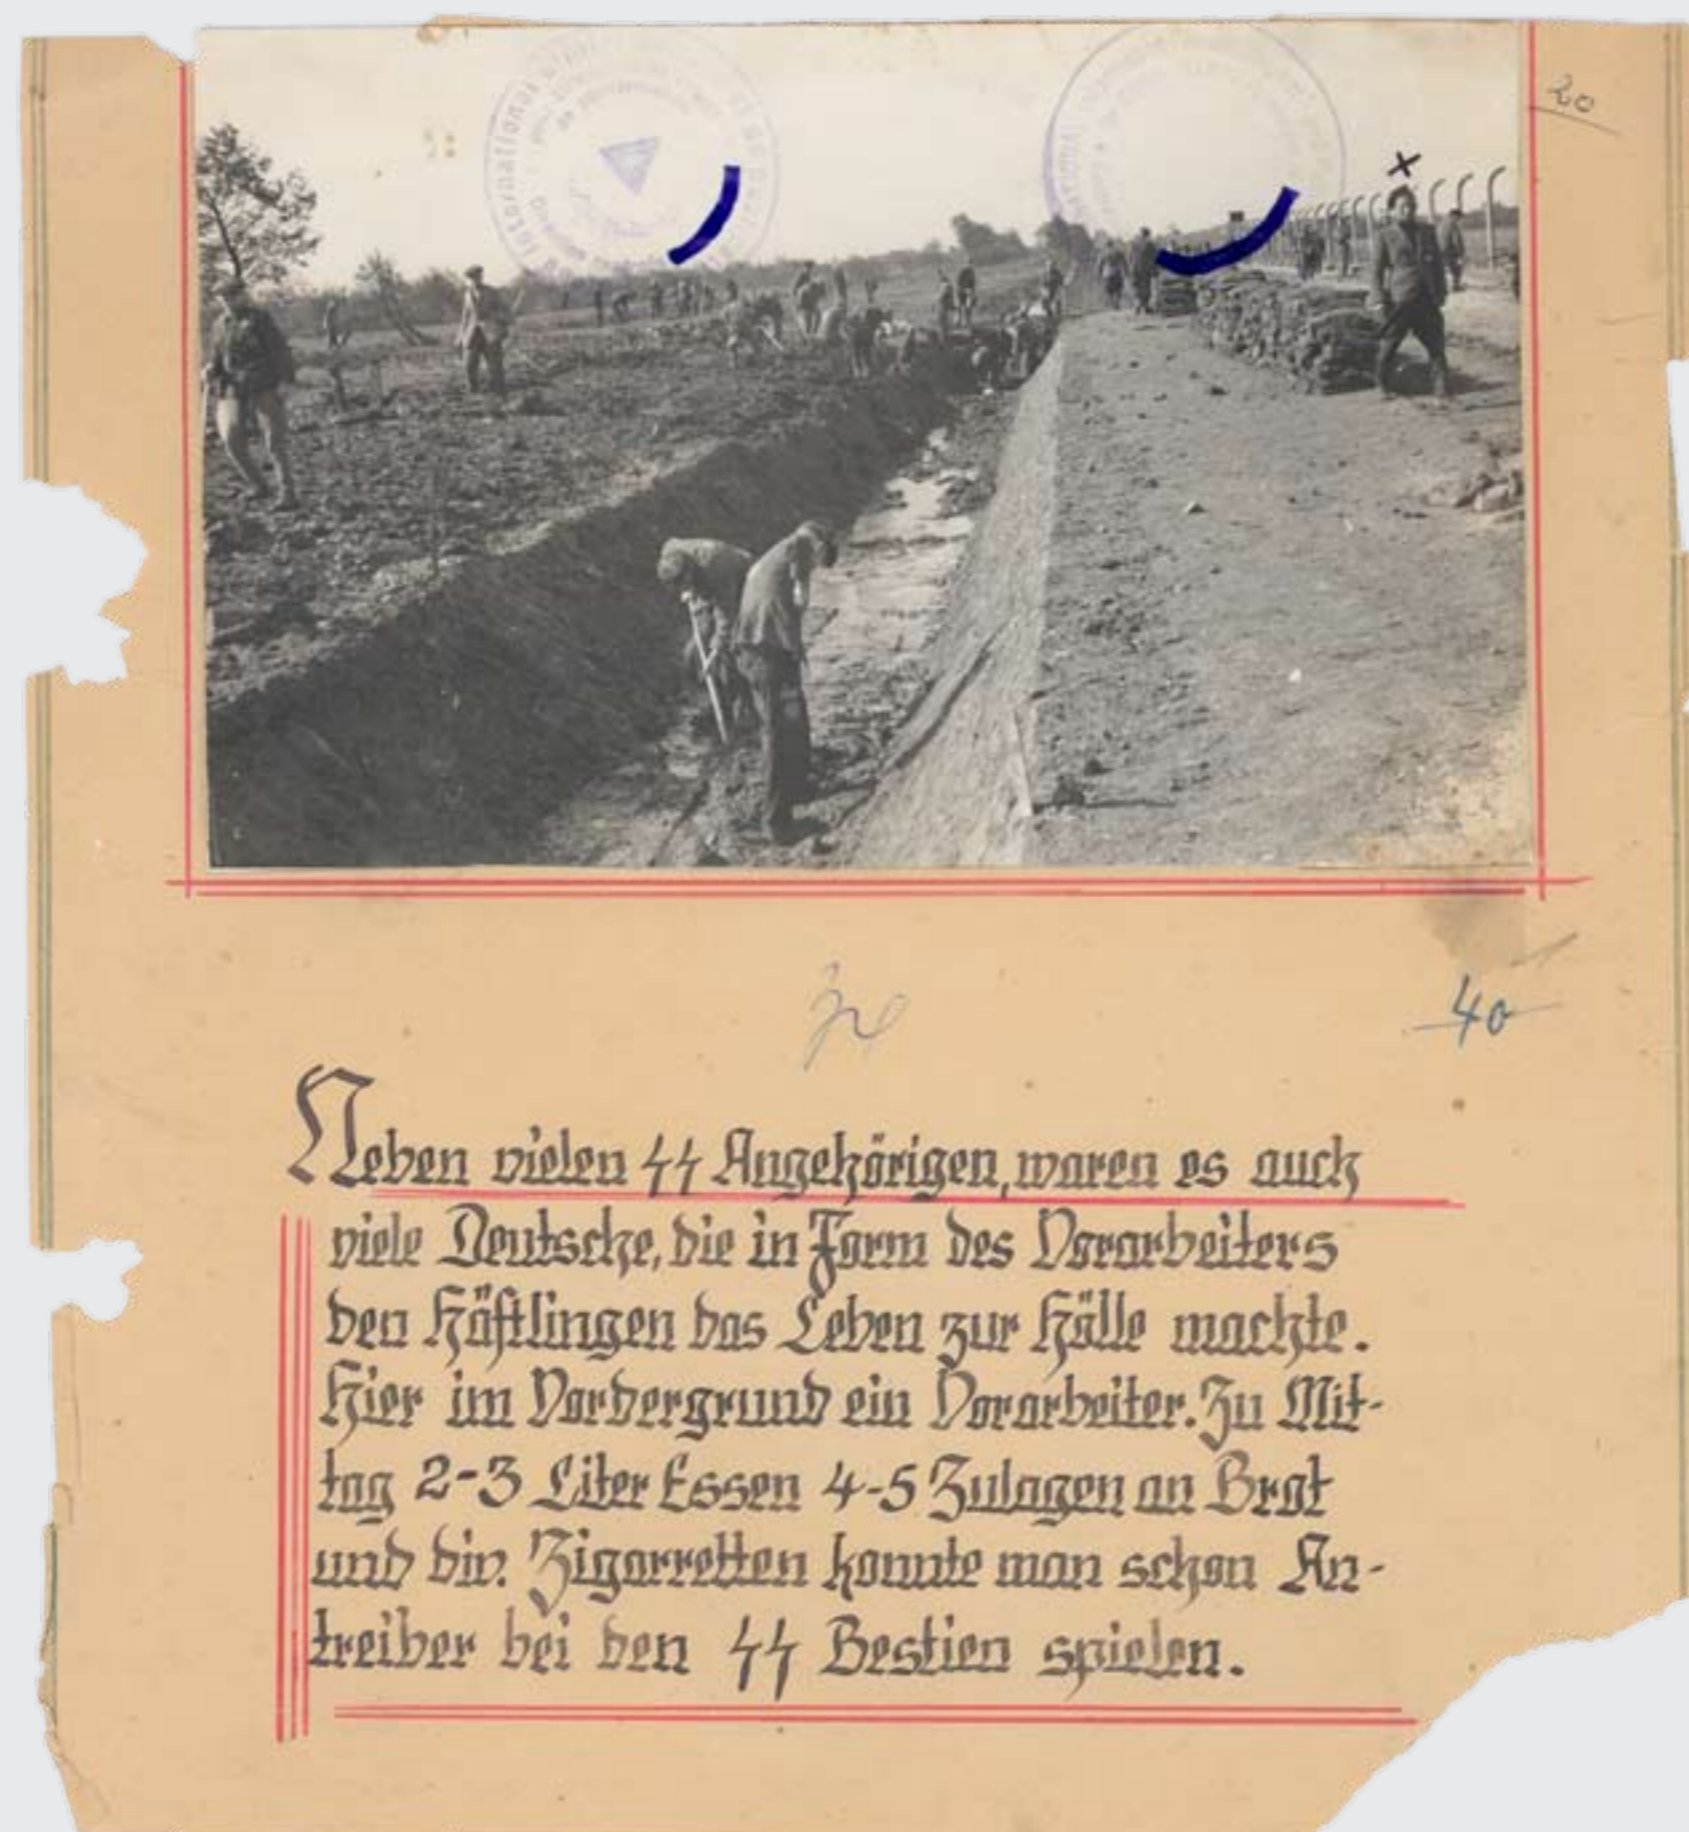 20
International
40
Neben vielen SS Angehörigen, waren es auch
viele Deutsche, die in Form des Vorarbeiters
den Häftlingen das Leben zur Hölle machte.
Hier im Vordergrund ein Vorarbeiter. Zu Mit-
tag 2-3 Liter Essen 4-5 Zulagen an Brot
und div. Zigarretten konnte man schon An-
treiber bei den SS Bestien spielen.